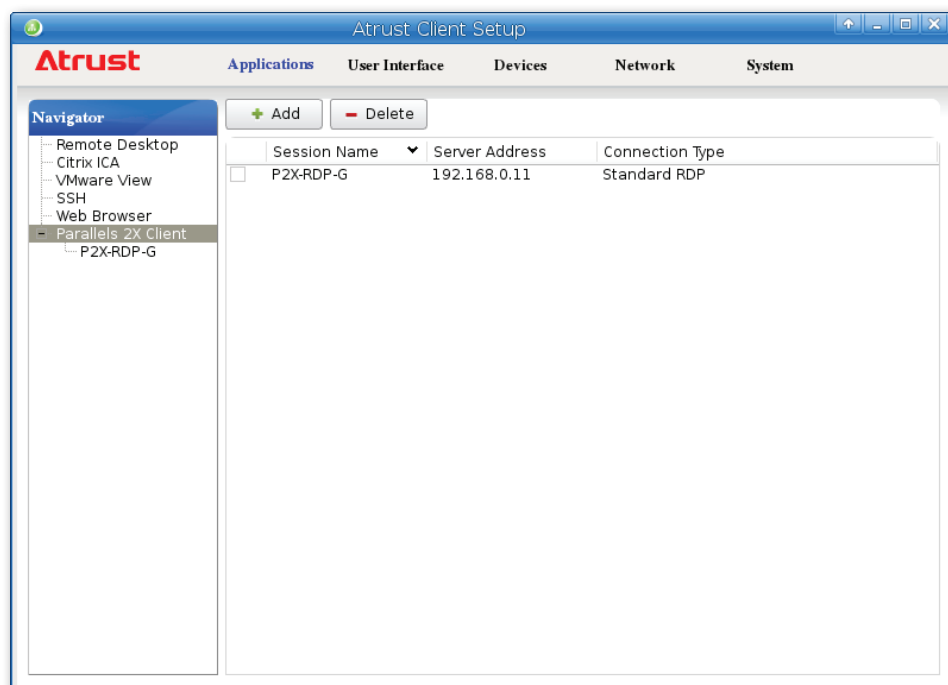 Atrust Client Setup
Atrust
Applications User Interface Devices Network System
Navigator
Remote Desktop
Citrix ICA
VMware View
SSH
Web Browser
Parallels 2X Client
P2X-RDP-G
Add Delete
Session Name Server Address Connection Type
P2X-RDP-G 192.168.0.11 Standard RDP